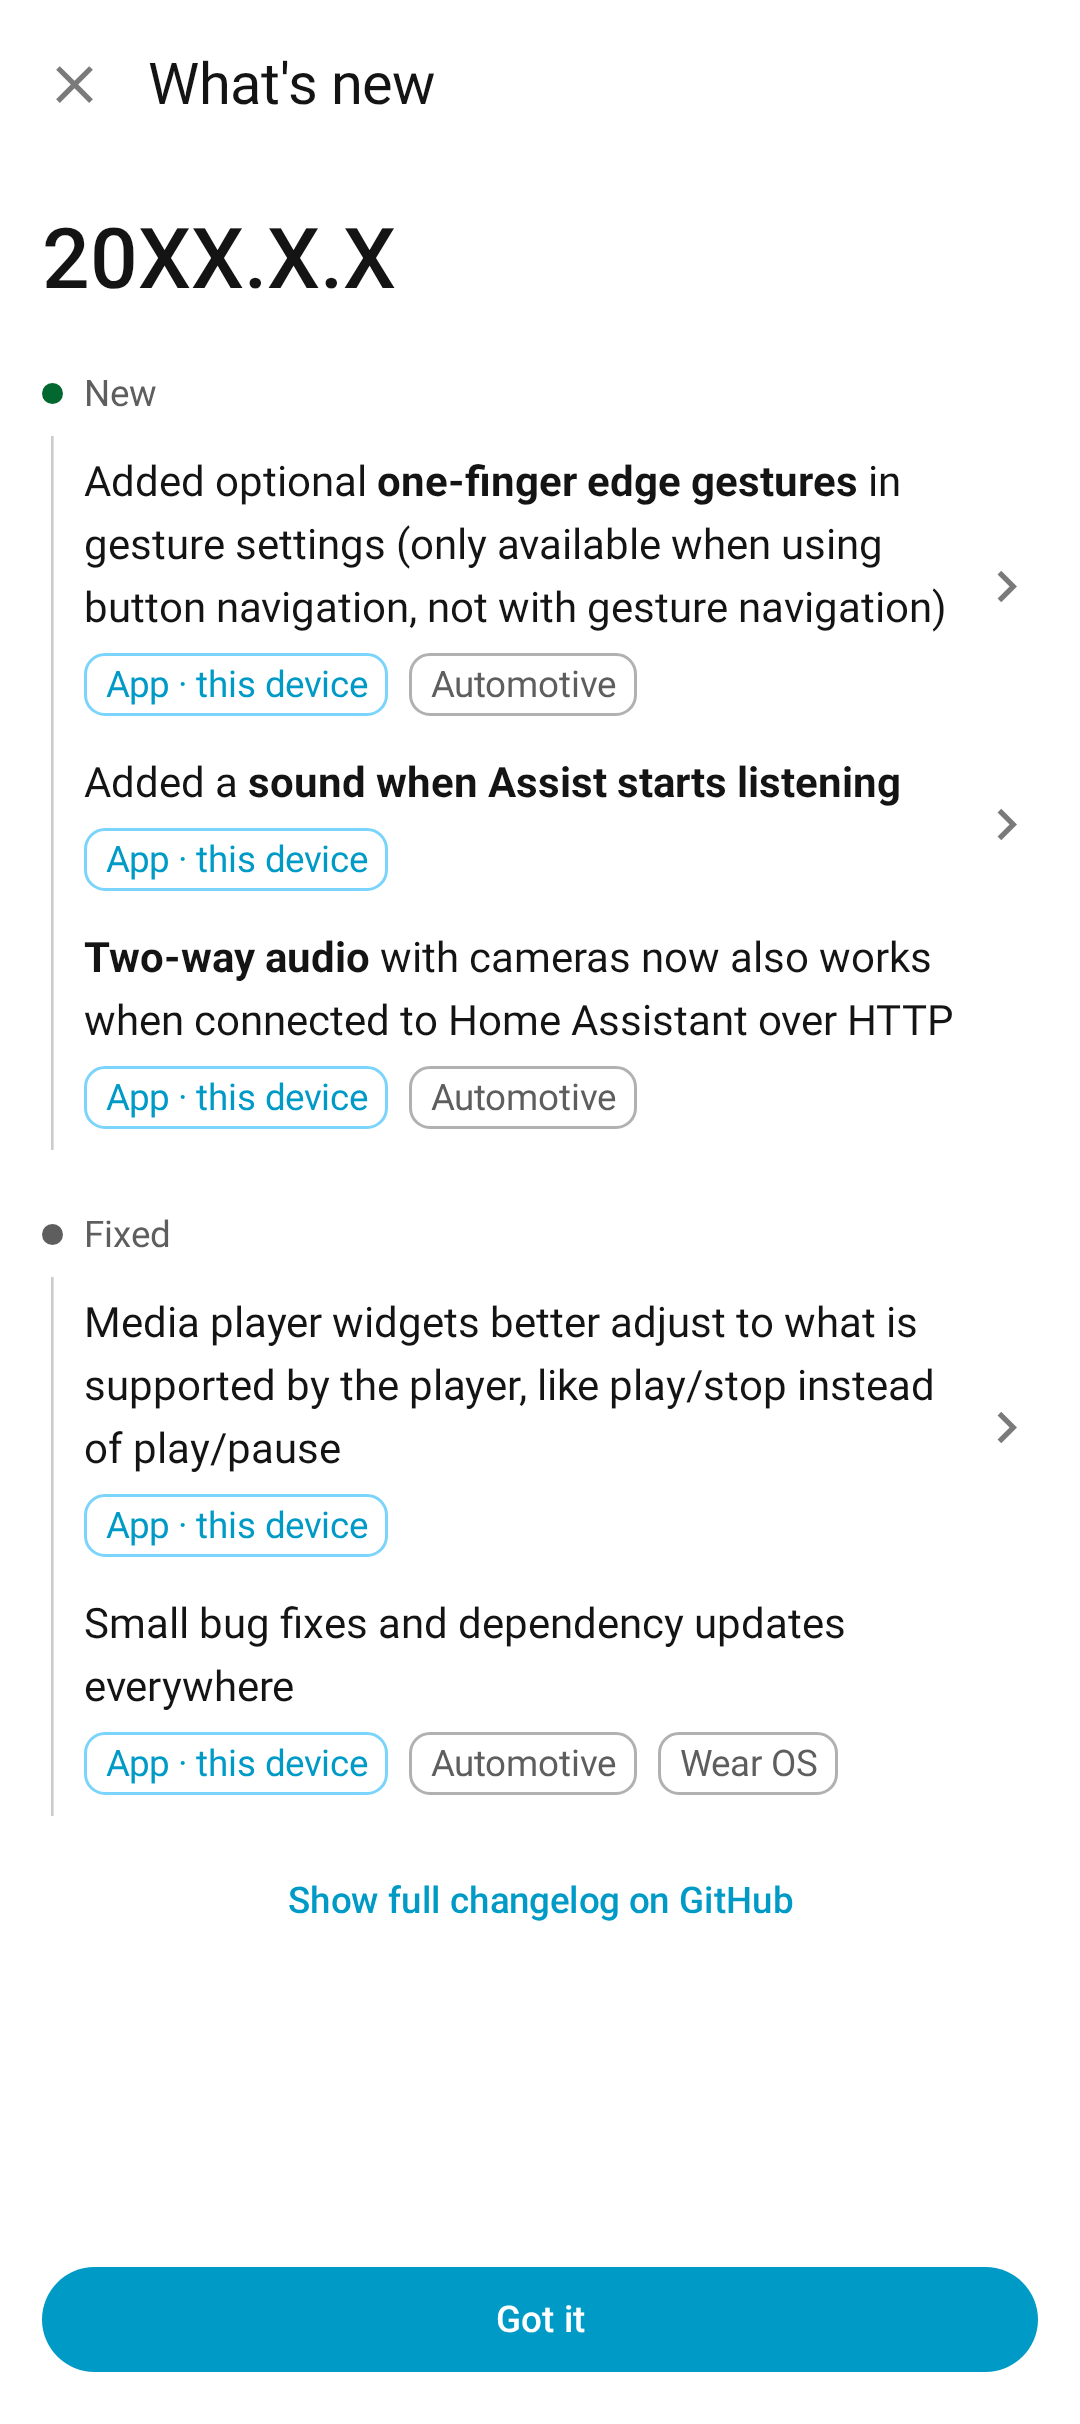 What's new
20XX.X.X
New
Added optional one-finger edge gestures in
gesture settings (only available when using
button navigation, not with gesture navigation)
App · this device
Automotive
Added a sound when Assist starts listening
App · this device
Two-way audio with cameras now also works
when connected to Home Assistant over HTTP
App · this device
Automotive
Fixed
Media player widgets better adjust to what is
supported by the player, like play/stop instead
of play/pause
App · this device
Small bug fixes and dependency updates
everywhere
App · this device
Automotive
Wear OS
Show full changelog on GitHub
Got it